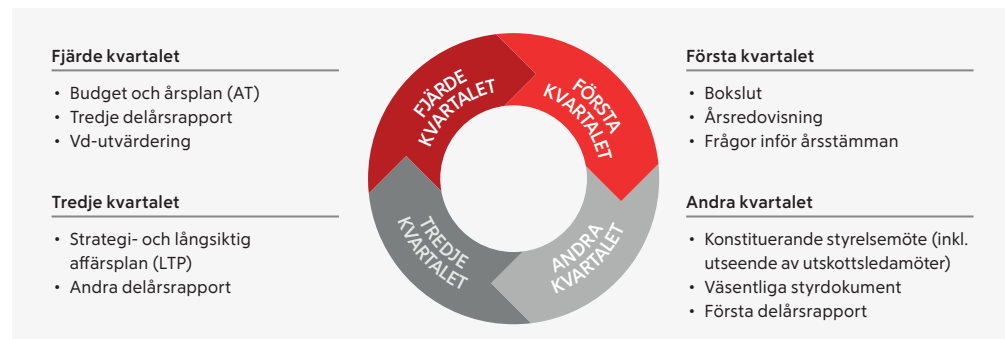 Fjärde kvartalet
• Budget och årsplan (AT)
• Tredje delårsrapport
• Vd-utvärdering
Tredje kvartalet
• Strategi- och långsiktig
affärsplan (LTP)
• Andra delårsrapport
FJÄRDE
KVARTALET
FÖRSTA
KVARTALET
TREDJE
KVARTALET
ANDRA
KVARTALET
Första kvartalet
• Bokslut
• Årsredovisning
• Frågor inför årsstämman
Andra kvartalet
• Konstituerande styrelsemöte (inkl.
utseende av utskottsledamöter)
• Väsentliga styrdokument
• Första delårsrapport